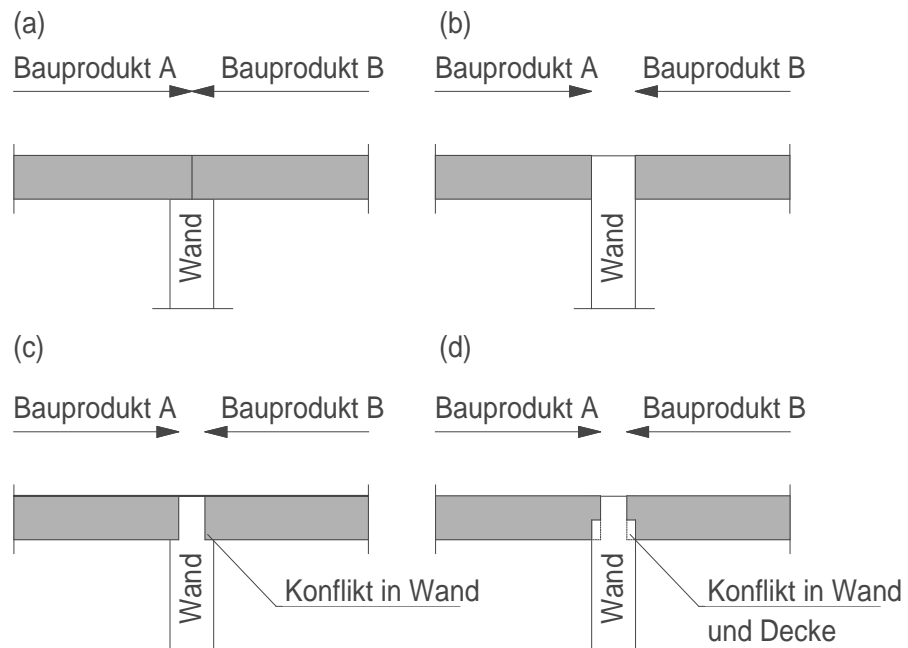 (a)
Bauprodukt A Bauprodukt B
Wand
(b)
Bauprodukt A Bauprodukt B
Wand
(c)
Bauprodukt A Bauprodukt B
Wand
Konflikt in Wand
(d)
Bauprodukt A Bauprodukt B
Wand
Konflikt in Wand
und Decke